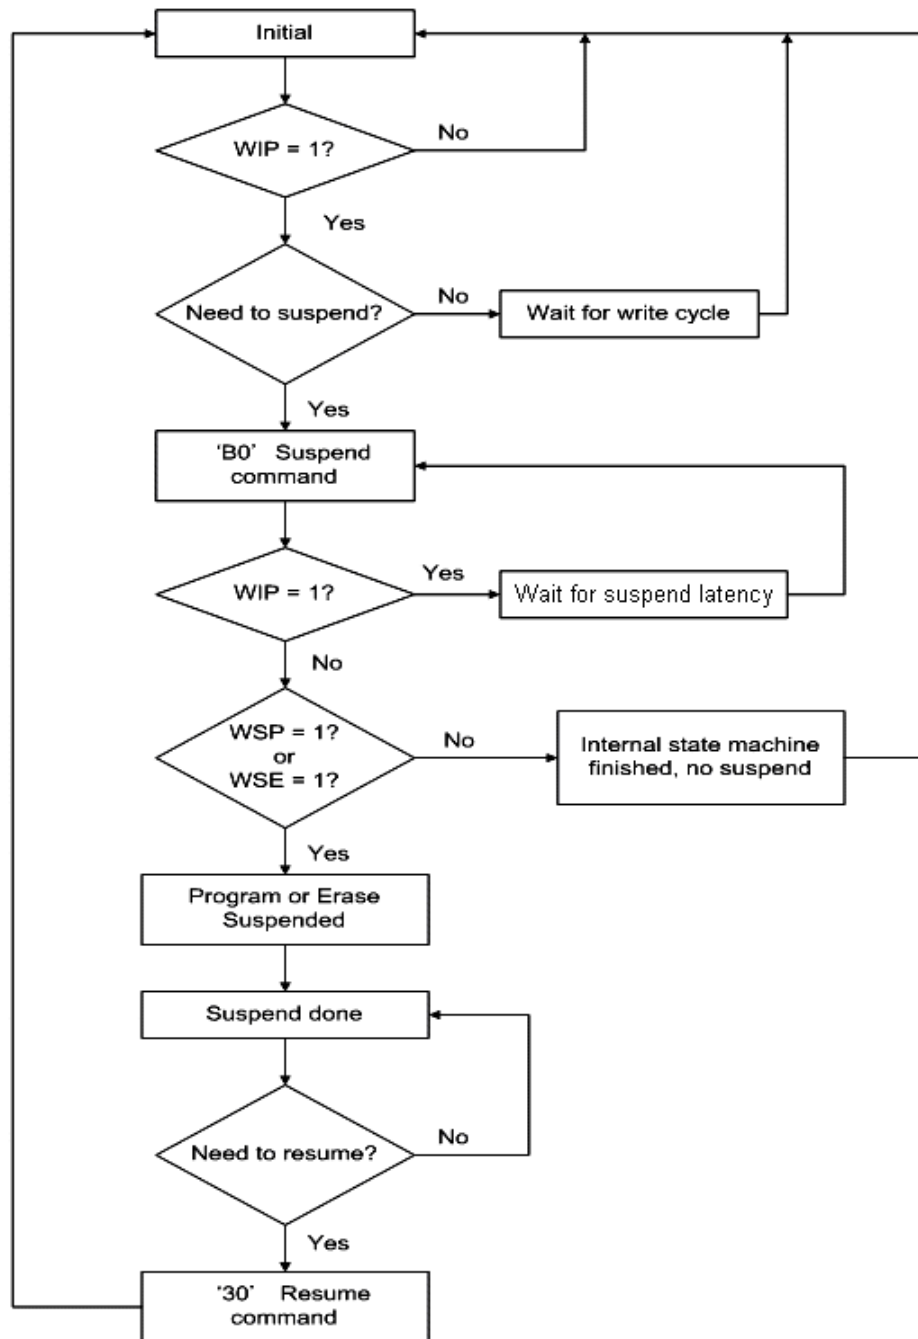 Initial
WIP = 1?
No
Yes
Need to suspend?
No
Wait for write cycle
Yes
‘B0’ Suspend
command
WIP = 1?
Yes
Wait for suspend latency
No
WSP = 1?
or
WSE = 1?
No
Internal state machine
finished, no suspend
Yes
Program or Erase
Suspended
Suspend done
Need to resume?
No
Yes
‘30’ Resume
command